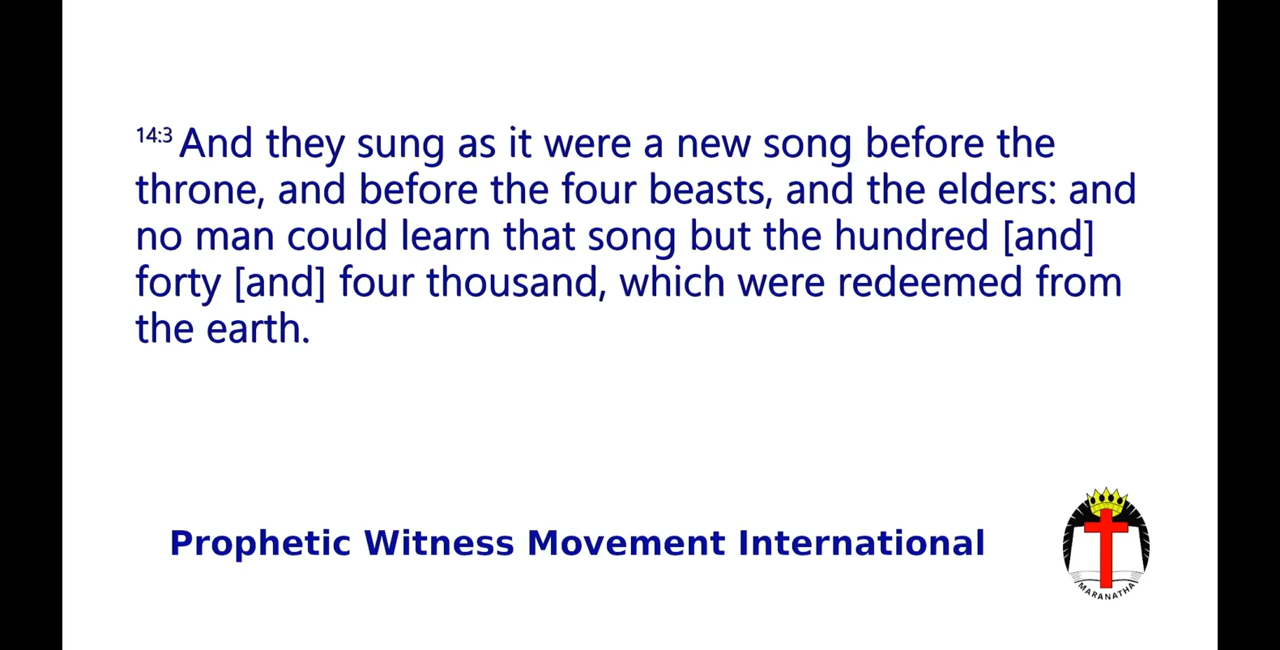 14:3 And they sung as it were a new song before the
throne, and before the four beasts, and the elders: and
no man could learn that song but the hundred [and]
forty [and] four thousand, which were redeemed from
the earth.
Prophetic Witness Movement International
MARANATHA